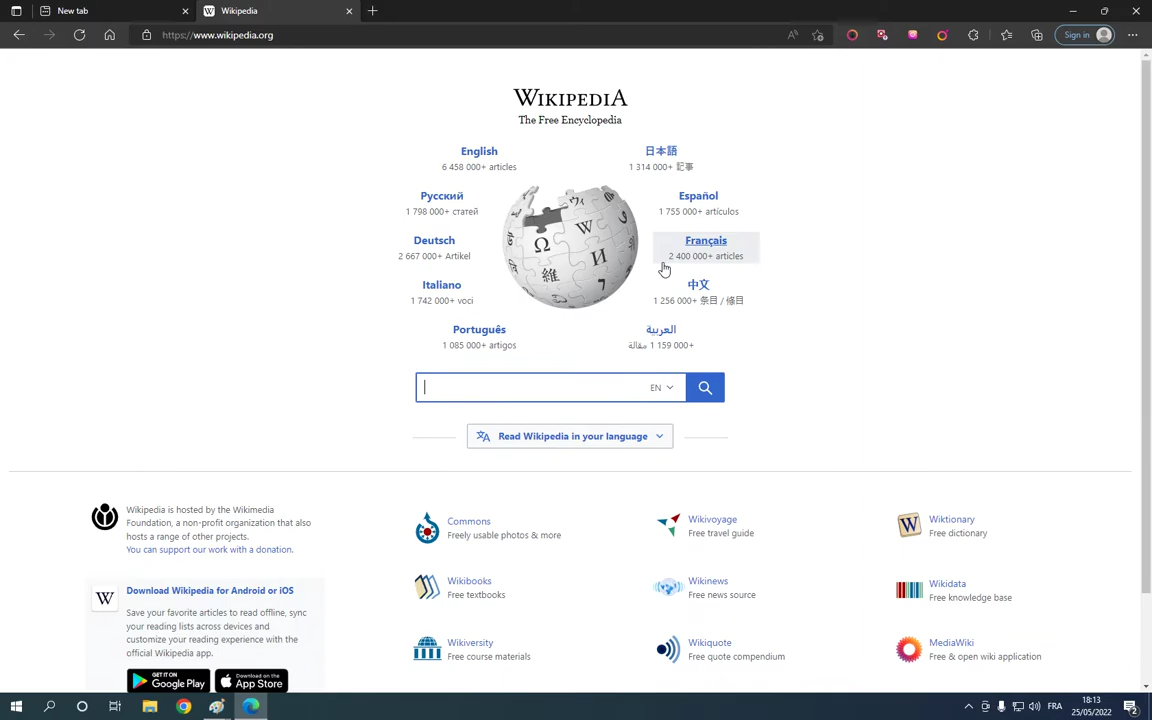 New tab
Wikipedia
https://www.wikipedia.org
Sign in
WIKIPEDIA
The Free Encyclopedia
English
6 458 000+ articles
日本語
1 314 000+ 記事
Русский
1 798 000+ статей
Español
1 755 000+ artículos
Deutsch
2 667 000+ Artikel
Français
2 400 000+ articles
Italiano
1 742 000+ voci
中文
1 256 000+ 条目 / 條目
Português
1 085 000+ artigos
العربية
1 159 000+ مقالة
EN
Read Wikipedia in your language
Wikipedia is hosted by the Wikimedia
Foundation, a non-profit organization that also
hosts a range of other projects.
You can support our work with a donation.
Download Wikipedia for Android or iOS
Save your favorite articles to read offline, sync
your reading lists across devices and
customize your reading experience with the
official Wikipedia app.
GET IT ON
Google Play
Download on the
App Store
Commons
Freely usable photos & more
Wikivoyage
Free travel guide
Wiktionary
Free dictionary
Wikibooks
Free textbooks
Wikinews
Free news source
Wikidata
Free knowledge base
Wikiversity
Free course materials
Wikiquote
Free quote compendium
MediaWiki
Free & open wiki application
FRA
18:13
25/05/2022
2